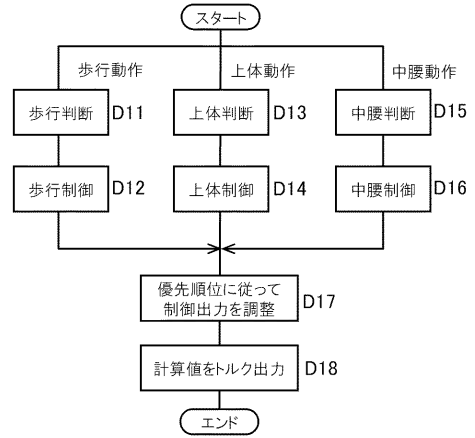 スタート
歩行動作
上体動作
中腰動作
歩行判断 D11
上体判断 D13
中腰判断 D15
歩行制御 D12
上体制御 D14
中腰制御 D16
優先順位に従って
制御出力を調整 D17
計算値をトルク出力 D18
エンド